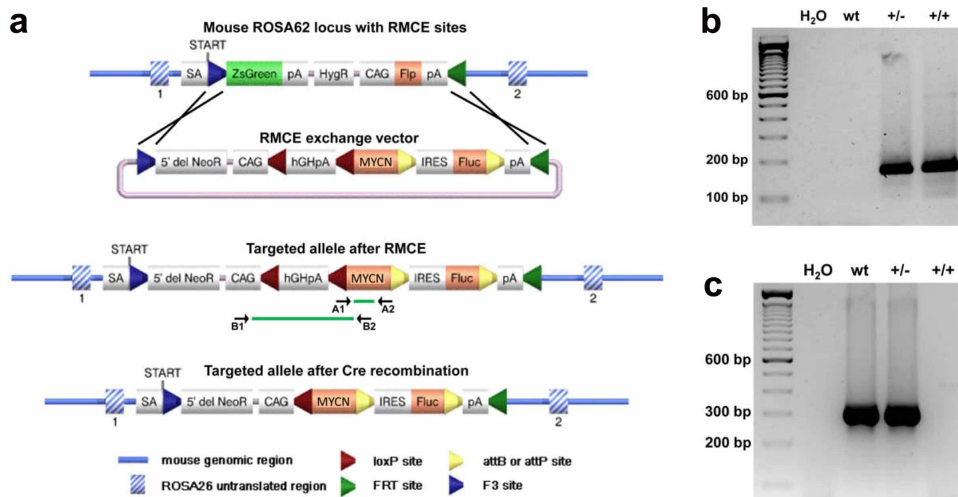 a
Mouse ROSA62 locus with RMCE sites
START
SA ZsGreen pA HygR CAG Flp pA
1 2
RMCE exchange vector
5' del NeoR CAG hGHpA MYCN IRES Fluc pA
Targeted allele after RMCE
START
SA 5' del NeoR CAG hGHpA MYCN IRES Fluc pA
1 2
A1 A2
B1 B2
Targeted allele after Cre recombination
START
SA 5' del NeoR CAG MYCN IRES Fluc pA
1 2
mouse genomic region
loxP site
attB or attP site
ROSA26 untranslated region
FRT site
F3 site
b
H2O wt +/- +/+
600 bp
200 bp
100 bp
c
H2O wt +/- +/+
600 bp
300 bp
200 bp